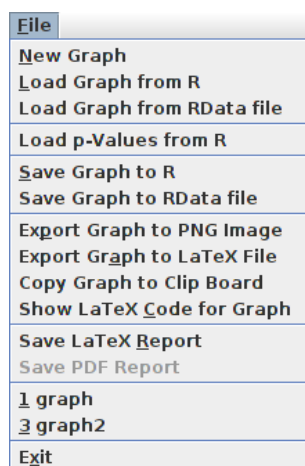 File
New Graph
Load Graph from R
Load Graph from RData file
Load p-Values from R
Save Graph to R
Save Graph to RData file
Export Graph to PNG Image
Export Graph to LaTeX File
Copy Graph to Clip Board
Show LaTeX Code for Graph
Save LaTeX Report
Save PDF Report
1 graph
3 graph2
Exit